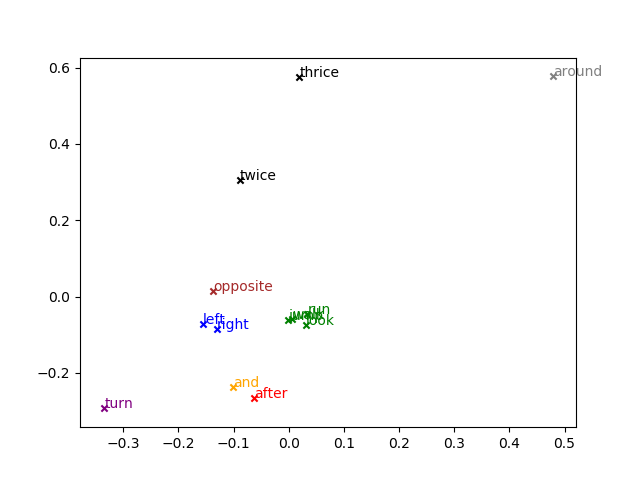 0.6
0.4
0.2
0.0
−0.2
−0.3
−0.2
−0.1
0.0
0.1
0.2
0.3
0.4
0.5
thrice
around
twice
opposite
run
left
right
look
and
after
turn